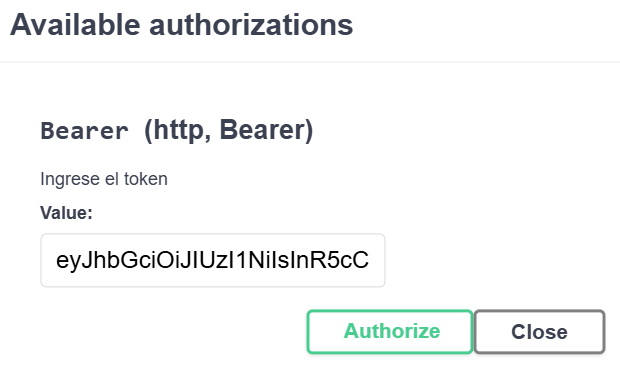 Available authorizations
Bearer (http, Bearer)
Ingrese el token
Value:
eyJhbGciOiJIUzI1NiIsInR5cC
Authorize Close